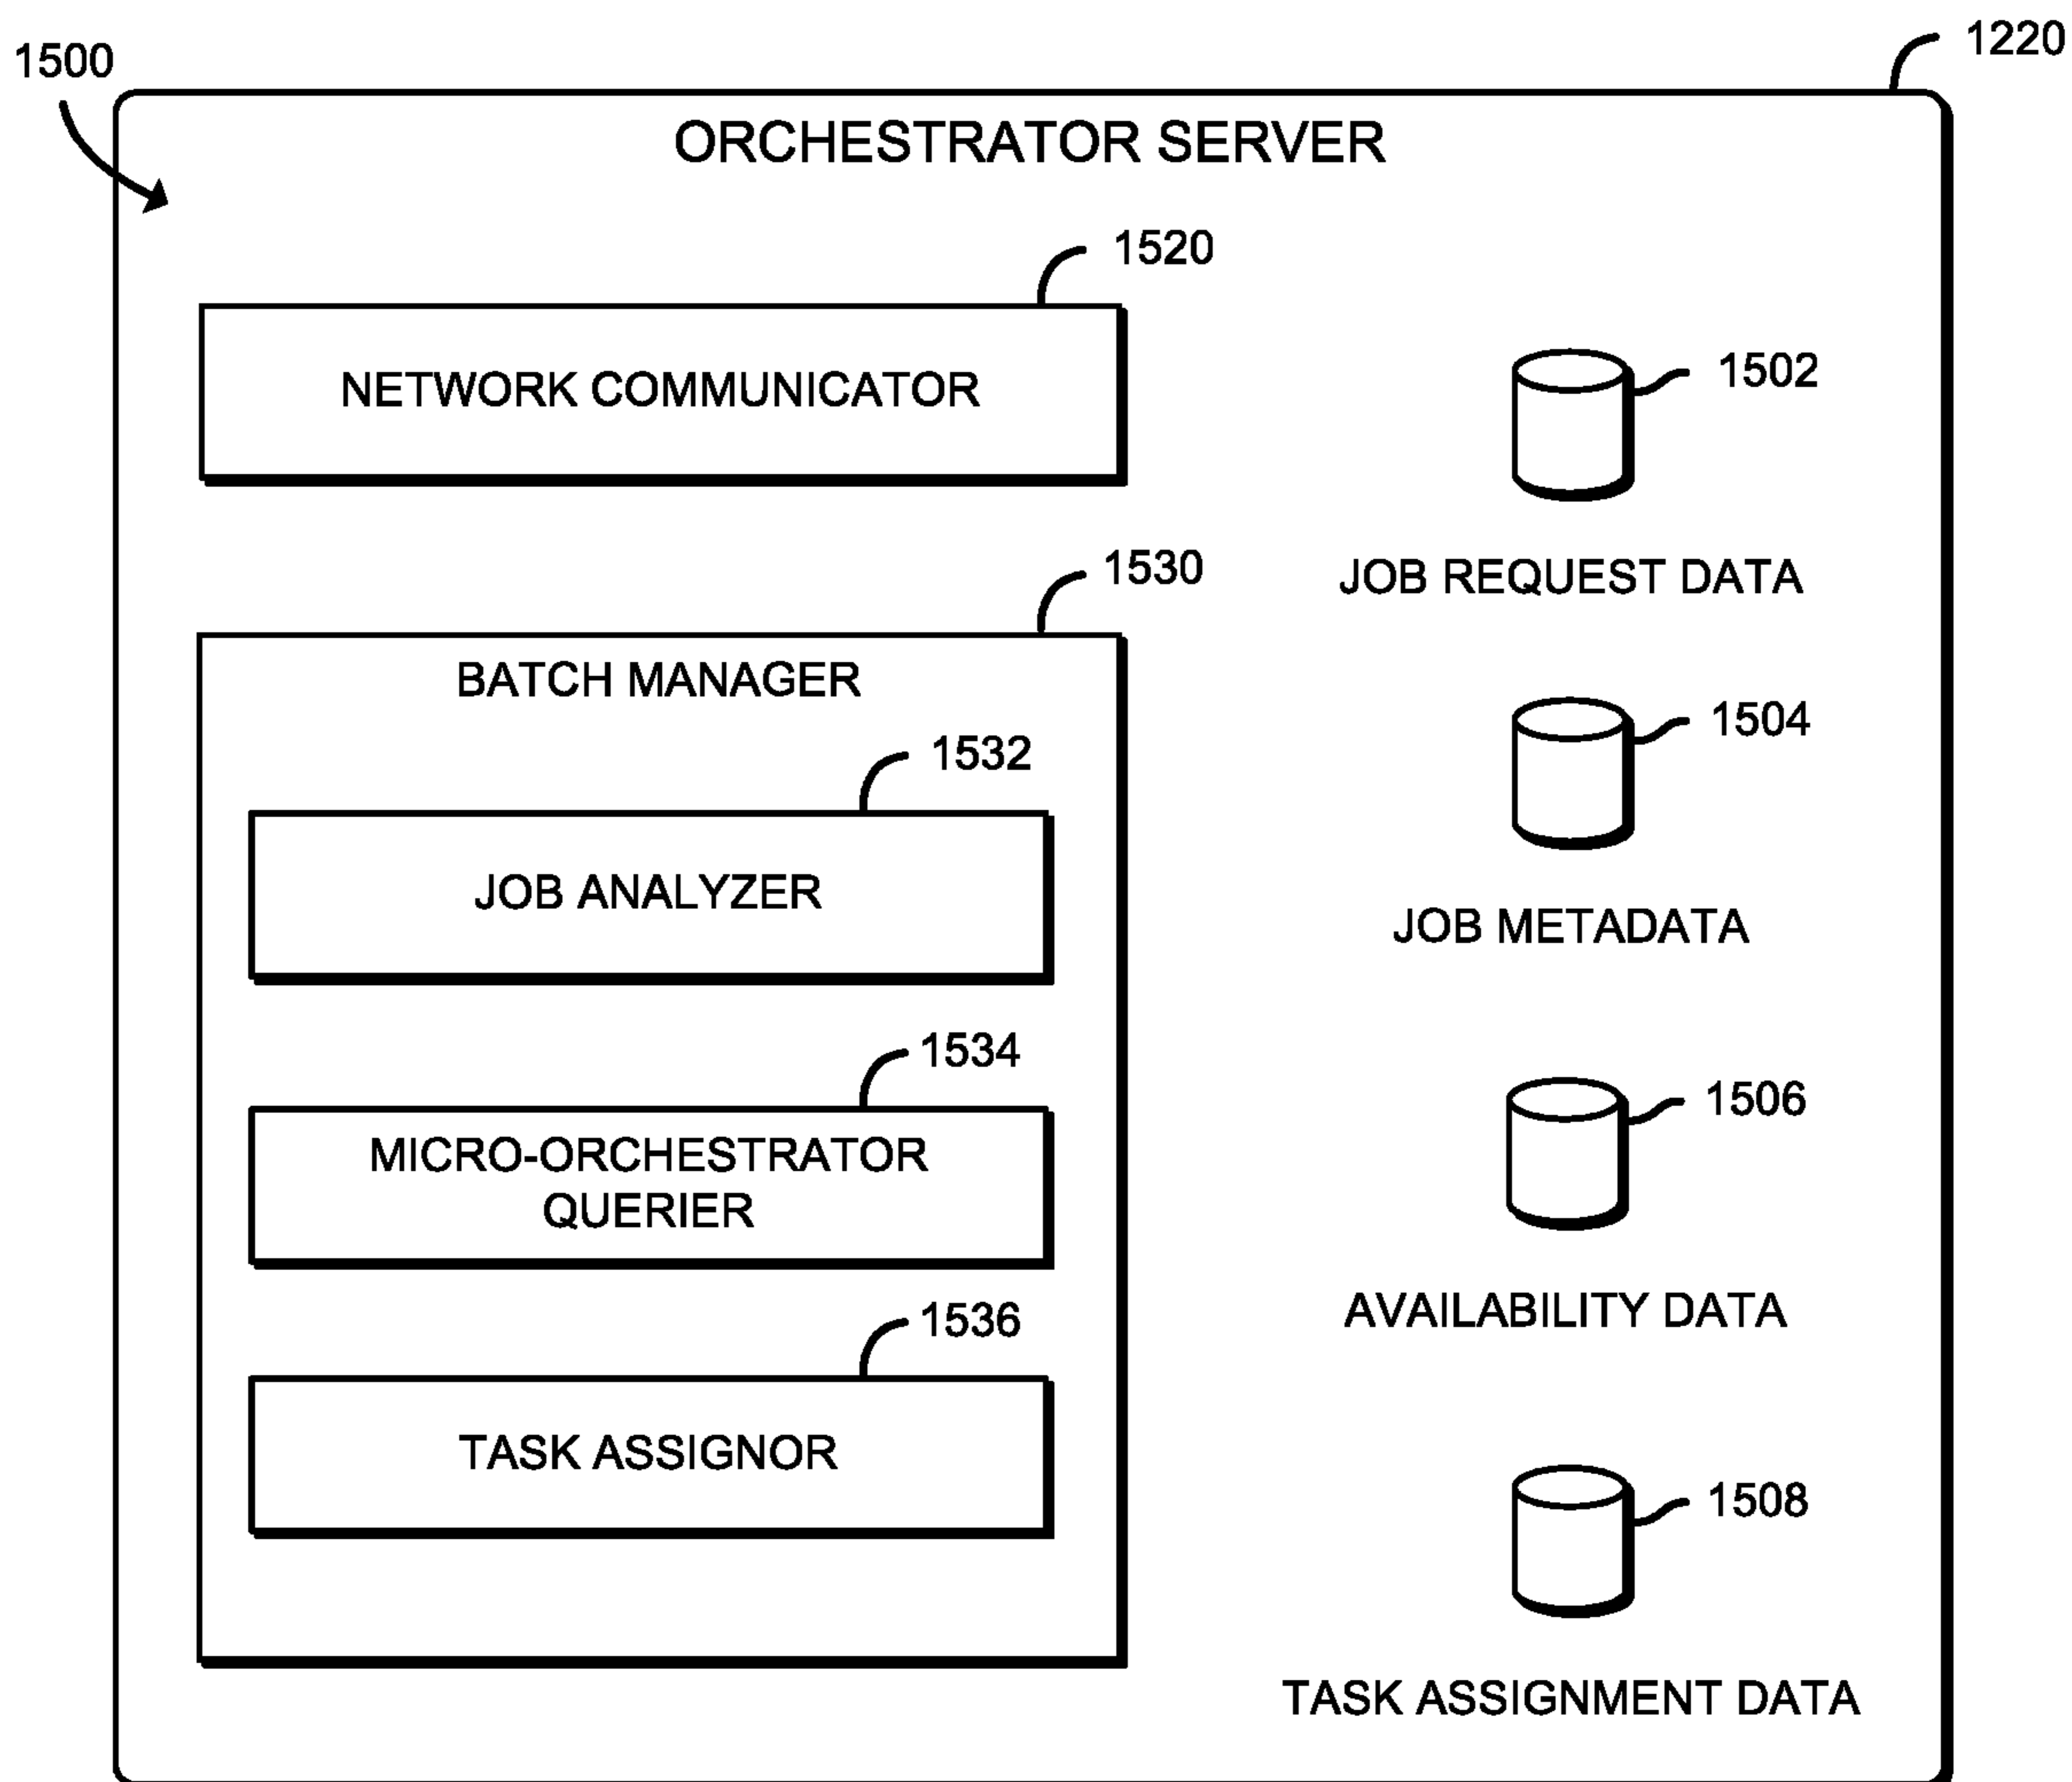 1500
1220
ORCHESTRATOR SERVER
1520
NETWORK COMMUNICATOR
1502
JOB REQUEST DATA
1530
BATCH MANAGER
1532
JOB ANALYZER
1504
JOB METADATA
1534
MICRO-ORCHESTRATOR
QUERIER
1506
AVAILABILITY DATA
1536
TASK ASSIGNOR
1508
TASK ASSIGNMENT DATA